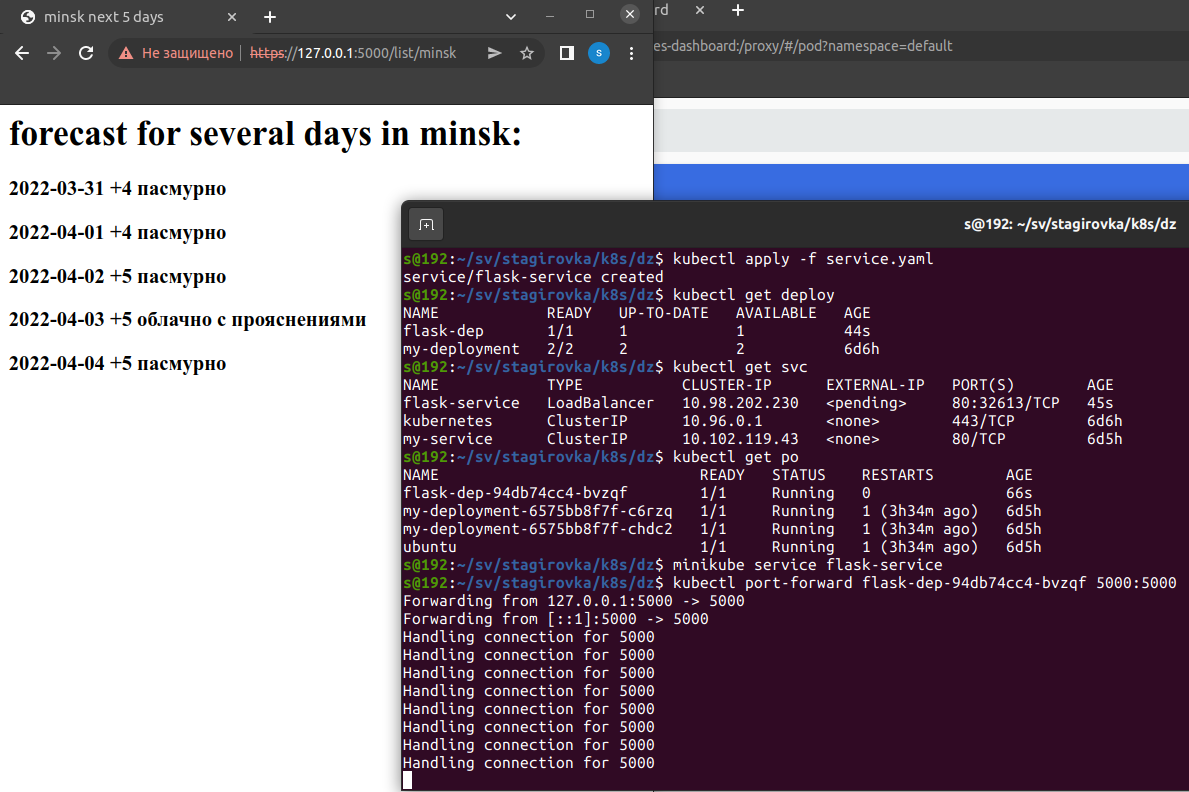 minsk next 5 days
Не защищено https://127.0.0.1:5000/list/minsk
s
rd
es-dashboard:/proxy/#/pod?namespace=default
forecast for several days in minsk:
2022-03-31 +4 пасмурно
2022-04-01 +4 пасмурно
2022-04-02 +5 пасмурно
2022-04-03 +5 облачно с прояснениями
2022-04-04 +5 пасмурно
s@192: ~/sv/stagirovka/k8s/dz
s@192:~/sv/stagirovka/k8s/dz$ kubectl apply -f service.yaml
service/flask-service created
s@192:~/sv/stagirovka/k8s/dz$ kubectl get deploy
NAME READY UP-TO-DATE AVAILABLE AGE
flask-dep 1/1 1 1 44s
my-deployment 2/2 2 2 6d6h
s@192:~/sv/stagirovka/k8s/dz$ kubectl get svc
NAME TYPE CLUSTER-IP EXTERNAL-IP PORT(S) AGE
flask-service LoadBalancer 10.98.202.230 <pending> 80:32613/TCP 45s
kubernetes ClusterIP 10.96.0.1 <none> 443/TCP 6d6h
my-service ClusterIP 10.102.119.43 <none> 80/TCP 6d5h
s@192:~/sv/stagirovka/k8s/dz$ kubectl get po
NAME READY STATUS RESTARTS AGE
flask-dep-94db74cc4-bvzqf 1/1 Running 0 66s
my-deployment-6575bb8f7f-c6rzq 1/1 Running 1 (3h34m ago) 6d5h
my-deployment-6575bb8f7f-chdc2 1/1 Running 1 (3h34m ago) 6d5h
ubuntu 1/1 Running 1 (3h34m ago) 6d5h
s@192:~/sv/stagirovka/k8s/dz$ minikube service flask-service
s@192:~/sv/stagirovka/k8s/dz$ kubectl port-forward flask-dep-94db74cc4-bvzqf 5000:5000
Forwarding from 127.0.0.1:5000 -> 5000
Forwarding from [::1]:5000 -> 5000
Handling connection for 5000
Handling connection for 5000
Handling connection for 5000
Handling connection for 5000
Handling connection for 5000
Handling connection for 5000
Handling connection for 5000
Handling connection for 5000